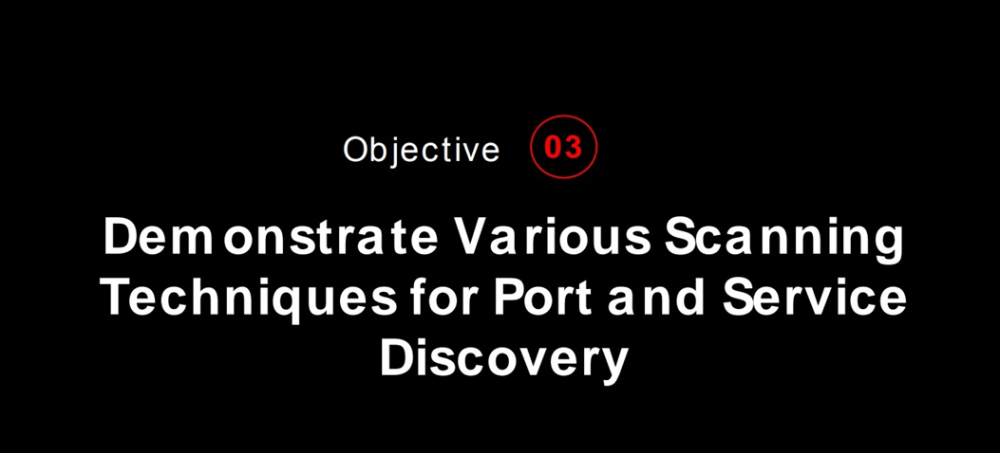 Objective 03
Demonstrate Various Scanning
Techniques for Port and Service
Discovery